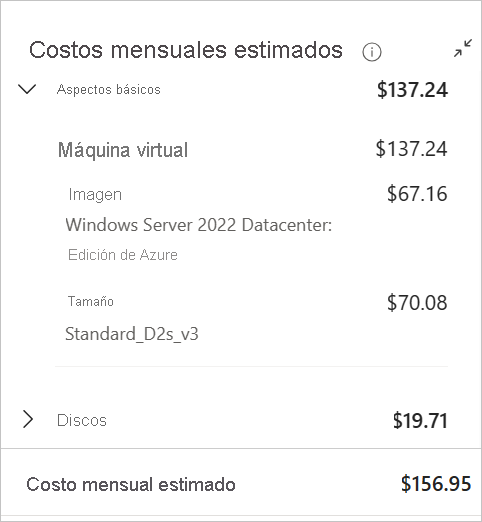 Costos mensuales estimados
Aspectos básicos $137.24
Máquina virtual $137.24
Imagen $67.16
Windows Server 2022 Datacenter:
Edición de Azure
Tamaño $70.08
Standard_D2s_v3
Discos $19.71
Costo mensual estimado $156.95